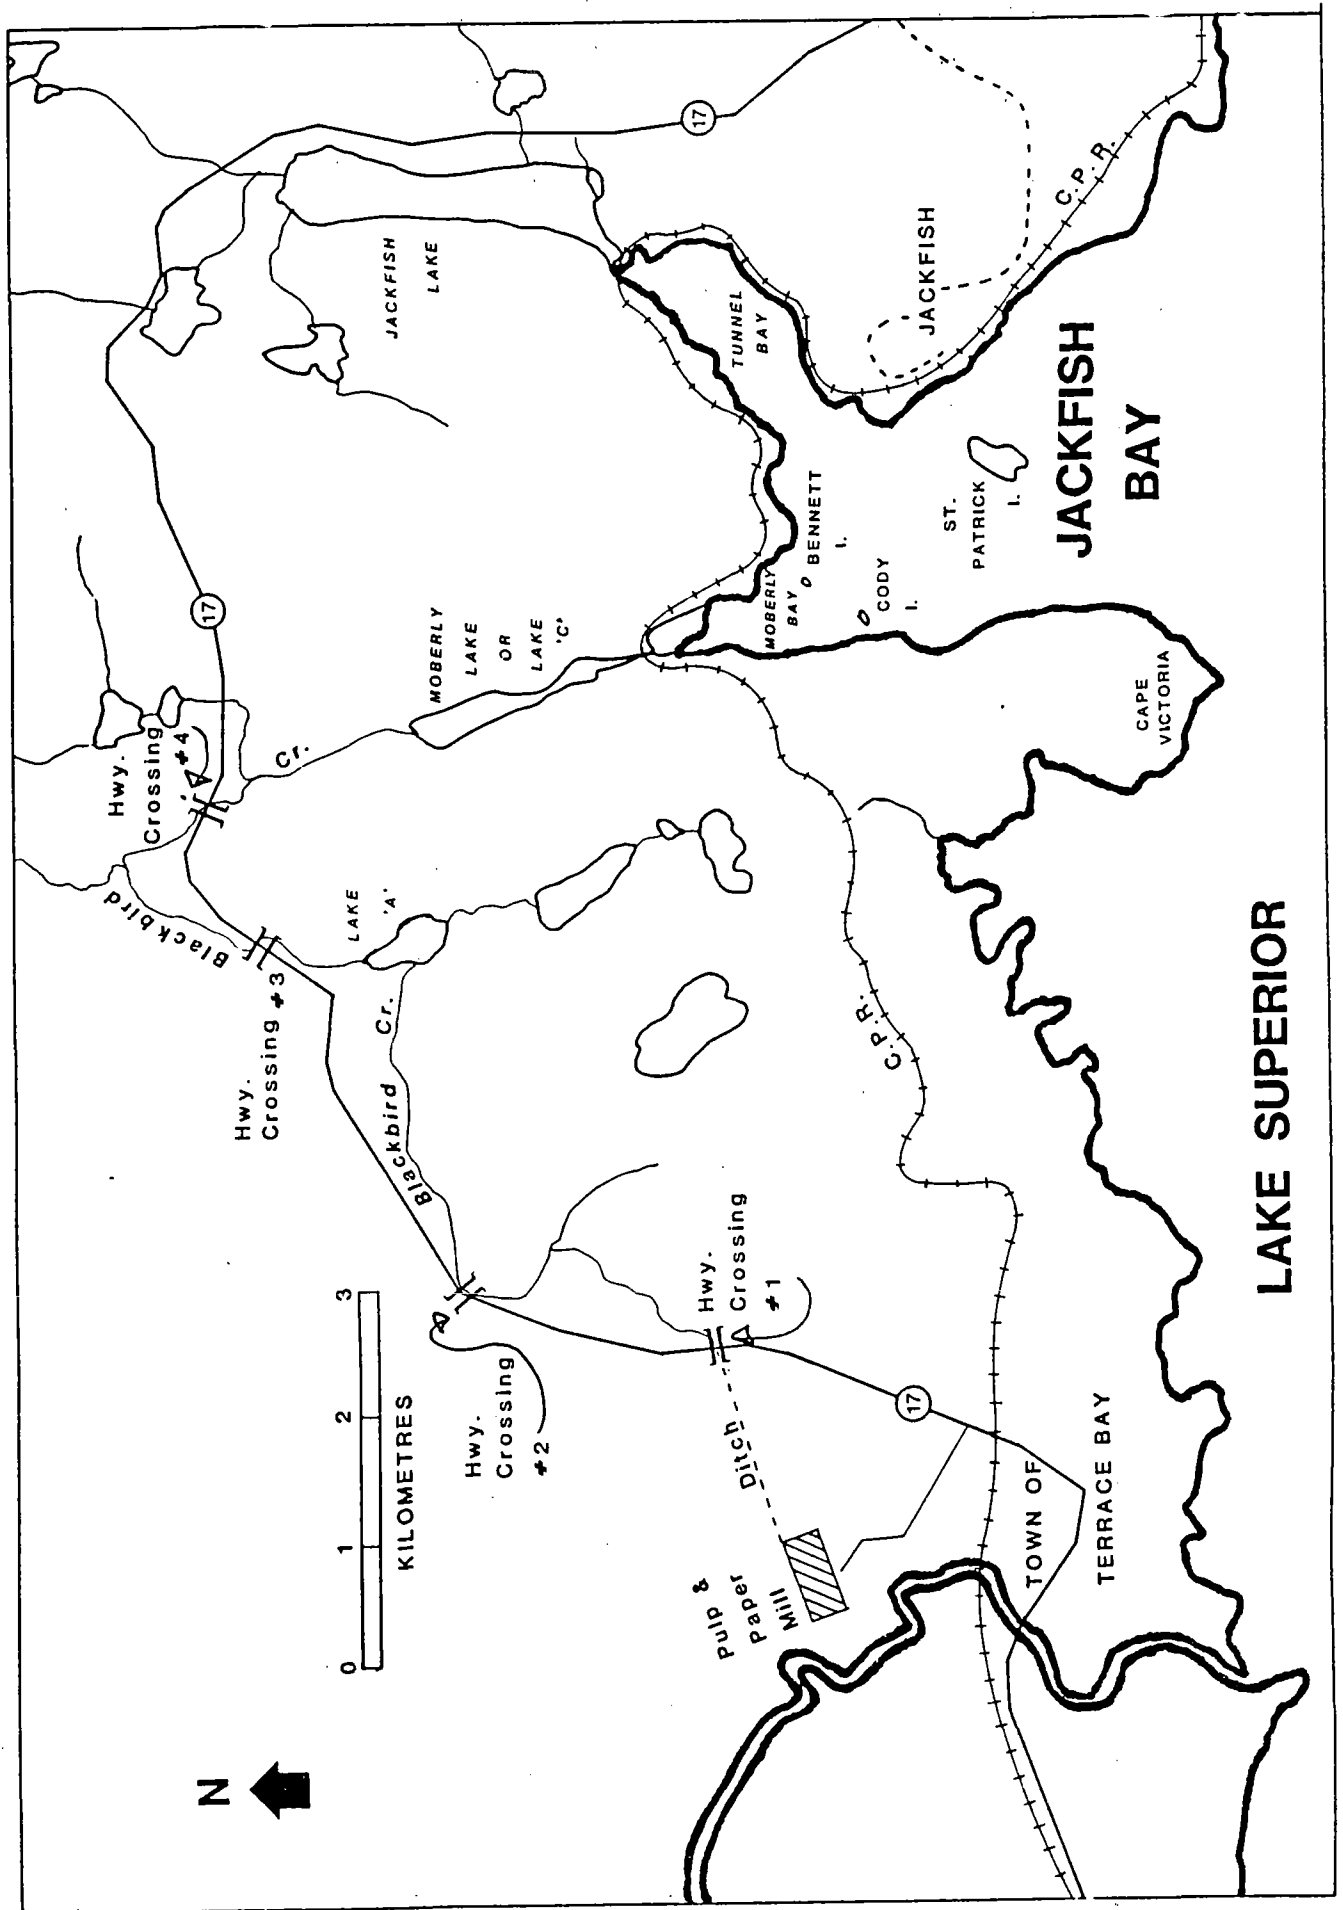 N
0 1 2 3
KILOMETRES
Hwy.
Crossing
#4
Blackbird
Cr.
Hwy.
Crossing #3
17
LAKE
'A'
Blackbird Cr.
Hwy.
Crossing
#2
MOBERLY
LAKE
OR
LAKE
'C'
JACKFISH
LAKE
17
Pulp &
Paper
Mill
Ditch
Hwy.
Crossing
#1
17
C.P.R.
TUNNEL
BAY
MOBERLY
BAY
BENNETT
I.
CODY
I.
JACKFISH
C.P.R.
ST.
PATRICK
I.
TOWN OF
TERRACE BAY
CAPE
VICTORIA
JACKFISH
BAY
LAKE SUPERIOR